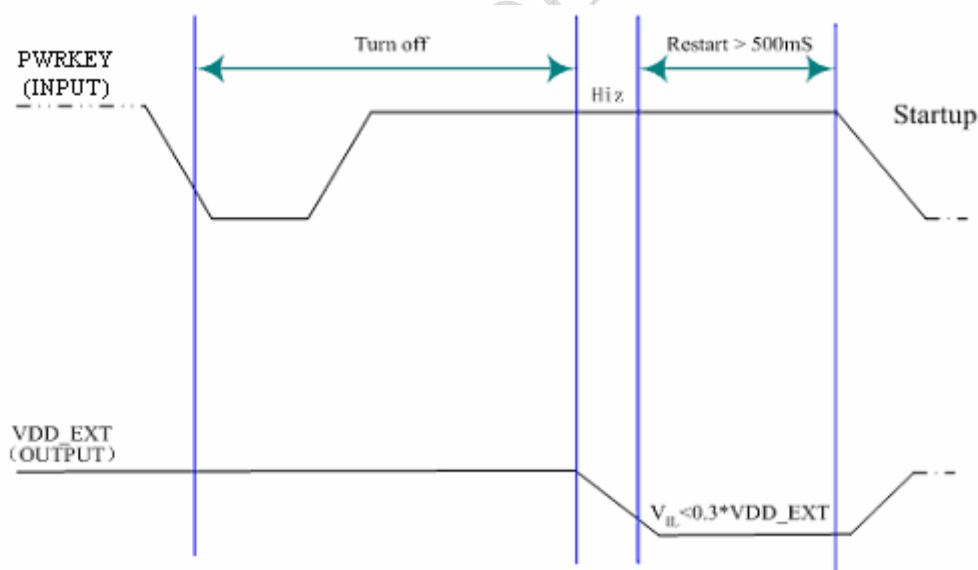 PWRKEY
(INPUT)
Turn off
Hiz
Restart > 500mS
Startup
VDD_EXT
(OUTPUT)
VIL<0.3*VDD_EXT